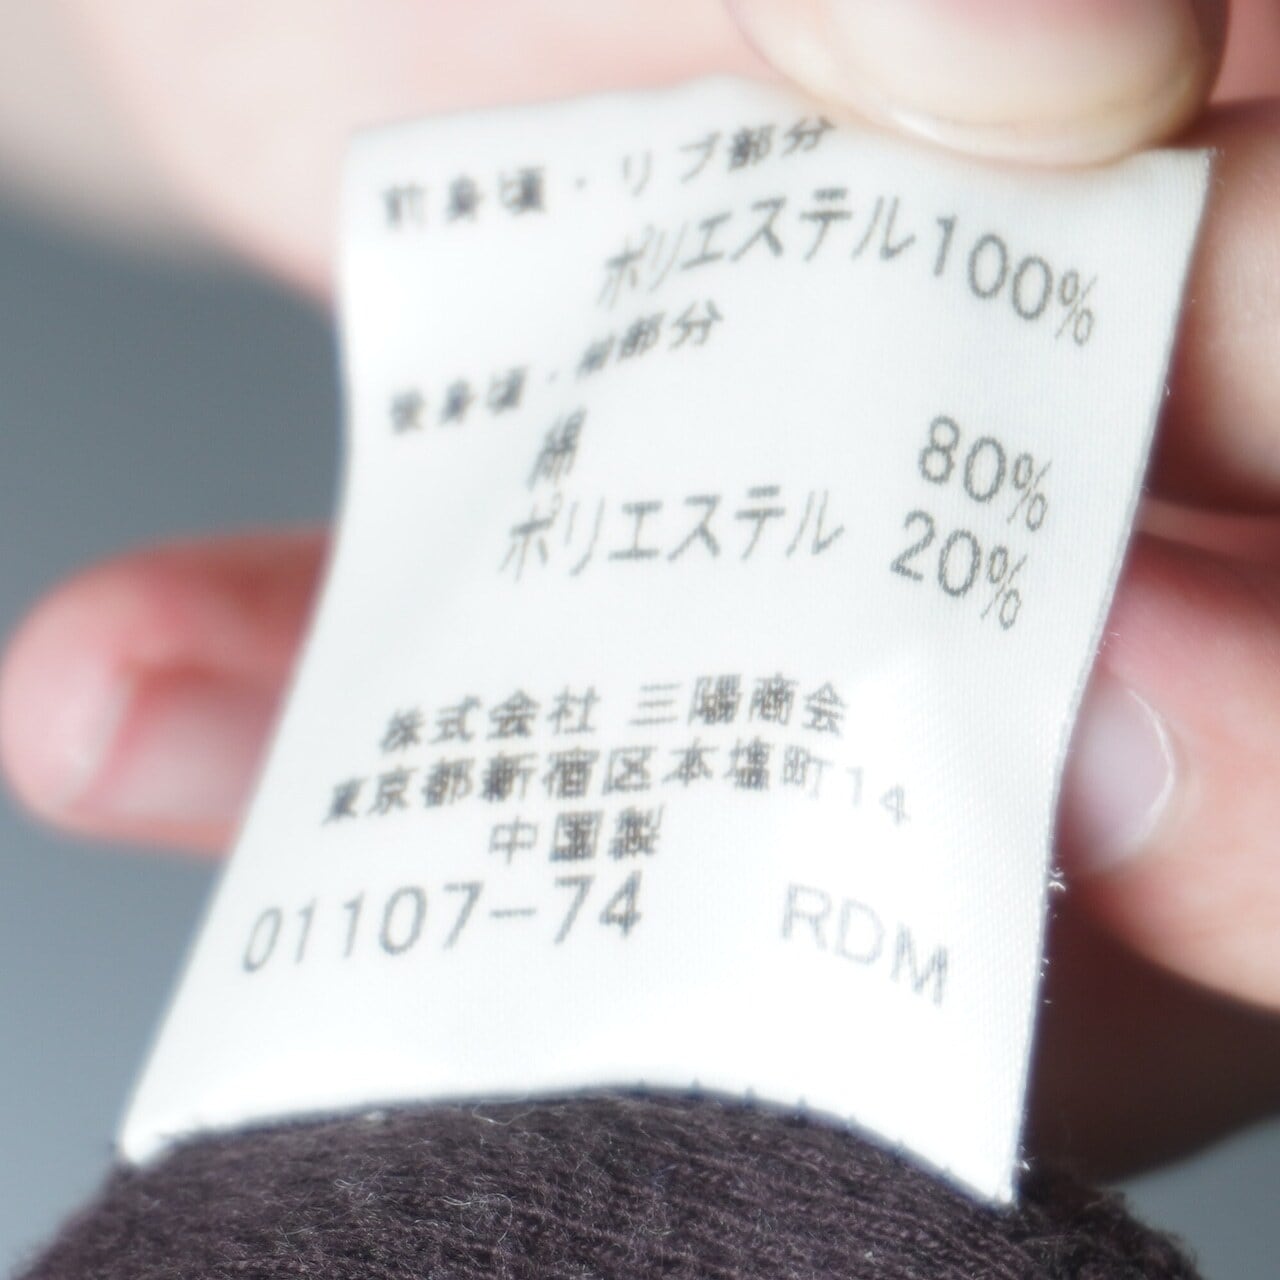 前身頃・リブ部分
ポリエステル100%
後身頃・袖部分
綿 80%
ポリエステル 20%
株式会社 三陽商会
東京都新宿区本塩町14
中国製
01107-74 RDM